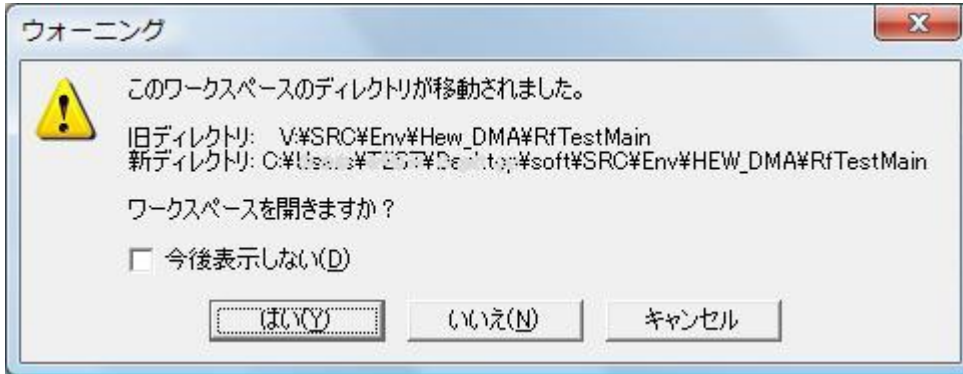 ウォーニング
このワークスペースのディレクトリが移動されました。
旧ディレクトリ: V:¥SRC¥Env¥Hew_DMA¥RfTestMain
新ディレクトリ: C:¥ ¥soft¥SRC¥Env¥HEW_DMA¥RfTestMain
ワークスペースを開きますか?
今後表示しない(D)
はい(Y) いいえ(N) キャンセル